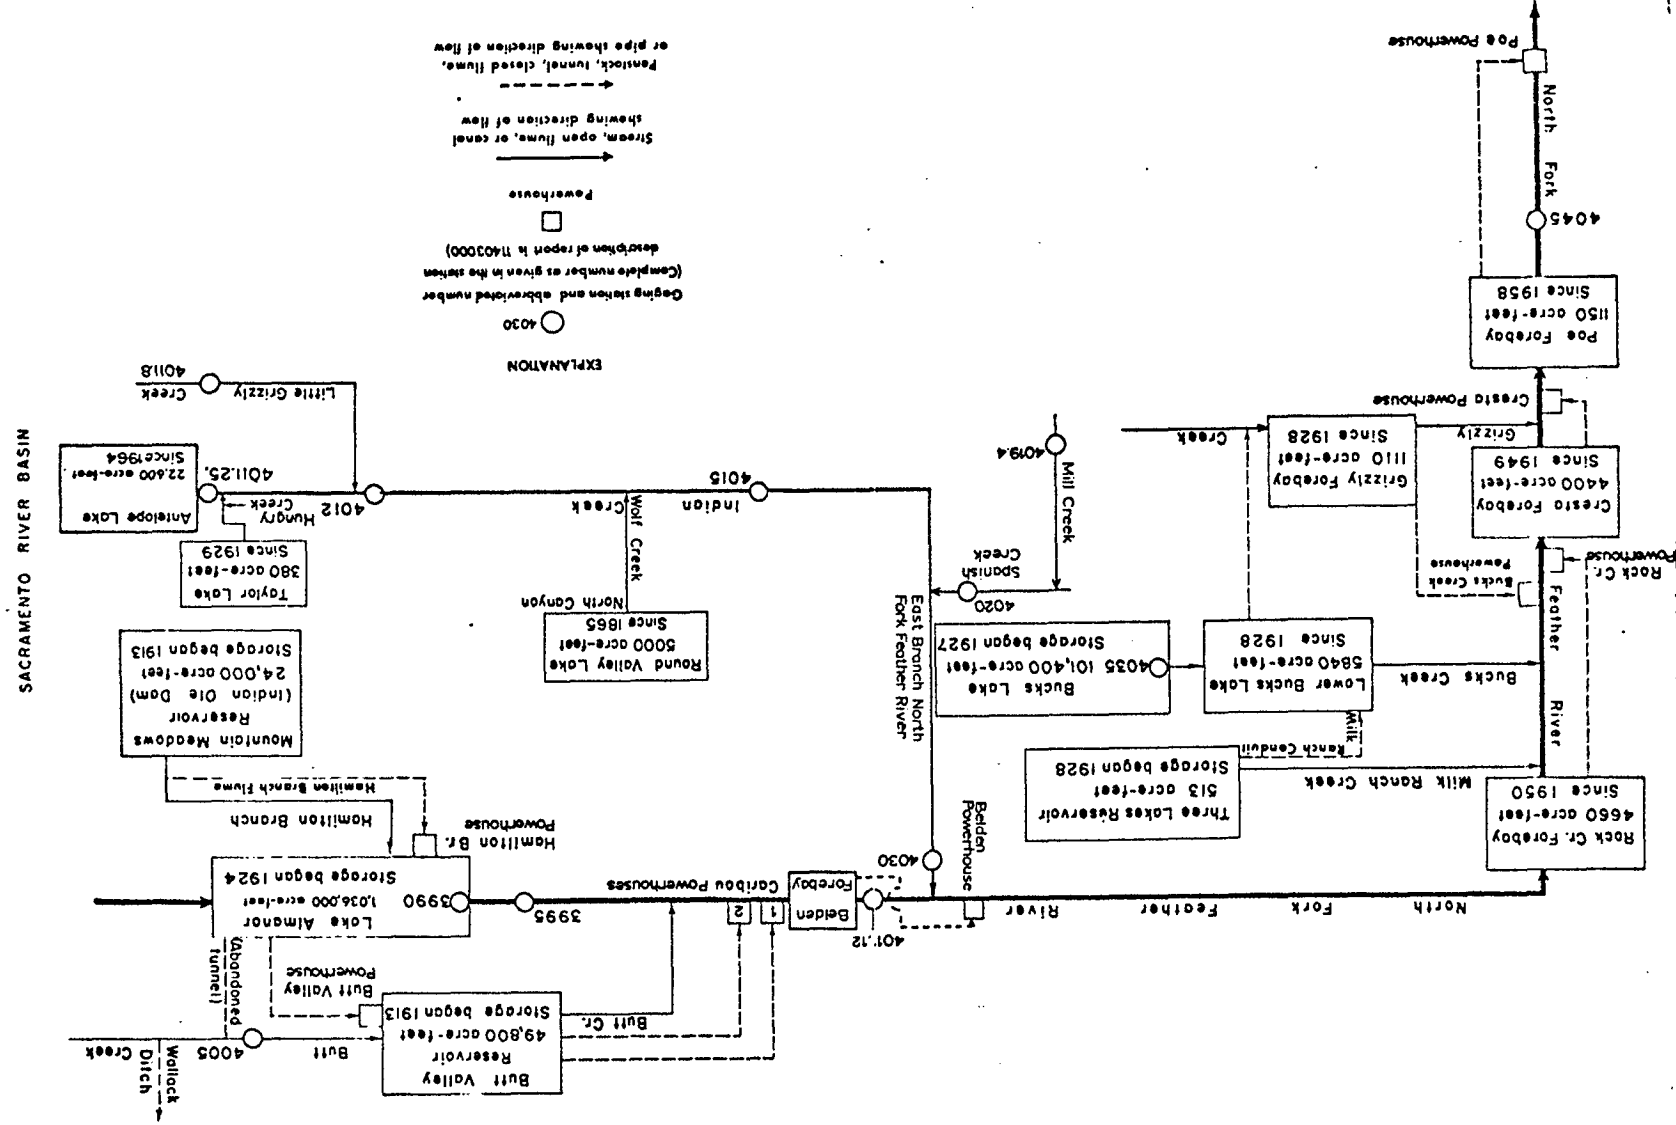 SACRAMENTO RIVER BASIN
Wallack
Ditch
Creek
4005
Butt
Butt Valley
Reservoir
49,800 acre-feet
Storage began 1913
Butt Cr.
(Abandoned
tunnel)
Butt Valley
Powerhouse
Lake Almanor
1,036,000 acre-feet
Storage began 1924
3990
3995
Caribou Powerhouses
2
1
Belden
Forebay
4011.12
Belden
Powerhouse
North Fork Feather River
Hamilton Br.
Powerhouse
Hamilton Branch
Hamilton Branch Flume
Mountain Meadows
Reservoir
(Indian Ole Dam)
24,000 acre-feet
Storage began 1913
4030
East Branch North
Fork Feather River
Round Valley Lake
5000 acre-feet
Since 1865
North Canyon
Wolf Creek
Taylor Lake
380 acre-feet
Since 1929
Hungry
Creek
Antelope Lake
22,600 acre-feet
Since 1964
4011.25
4012
Indian Creek
4015
Little Grizzly
Creek
4011.8
4020
Spanish
Creek
Mill Creek
4019.4
Rock Cr. Forebay
4660 acre-feet
Since 1950
Three Lakes Reservoir
513 acre-feet
Storage began 1928
Milk Ranch Creek
Milk
Ranch Conduit
Bucks Lake
4035 101,400 acre-feet
Storage began 1927
Lower Bucks Lake
5840 acre-feet
Since 1928
Bucks Creek
Feather River
Bucks Creek
Powerhouse
Rock Cr.
Powerhouse
Grizzly Forebay
1110 acre-feet
Since 1928
Grizzly
Creek
Cresta Forebay
4400 acre-feet
Since 1949
Cresta Powerhouse
Poe Forebay
1150 acre-feet
Since 1958
4045
North Fork
Poe Powerhouse
EXPLANATION
4030
Gaging station and abbreviated number
(Complete number as given in the station
description of report is 11403000)
Powerhouse
Stream, open flume, or canal
showing direction of flow
Penstock, tunnel, closed flume,
or pipe showing direction of flow